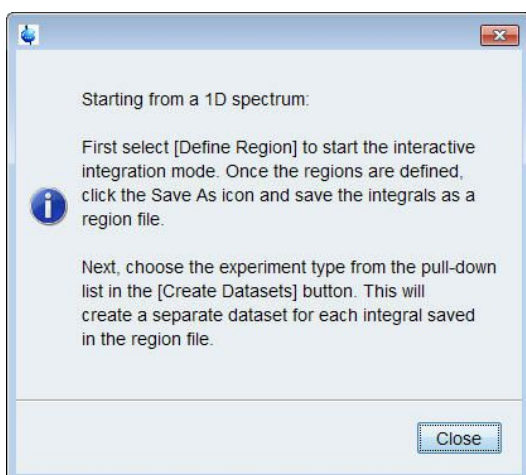 Starting from a 1D spectrum:
First select [Define Region] to start the interactive
integration mode. Once the regions are defined,
click the Save As icon and save the integrals as a
region file.
Next, choose the experiment type from the pull-down
list in the [Create Datasets] button. This will
create a separate dataset for each integral saved
in the region file.
Close